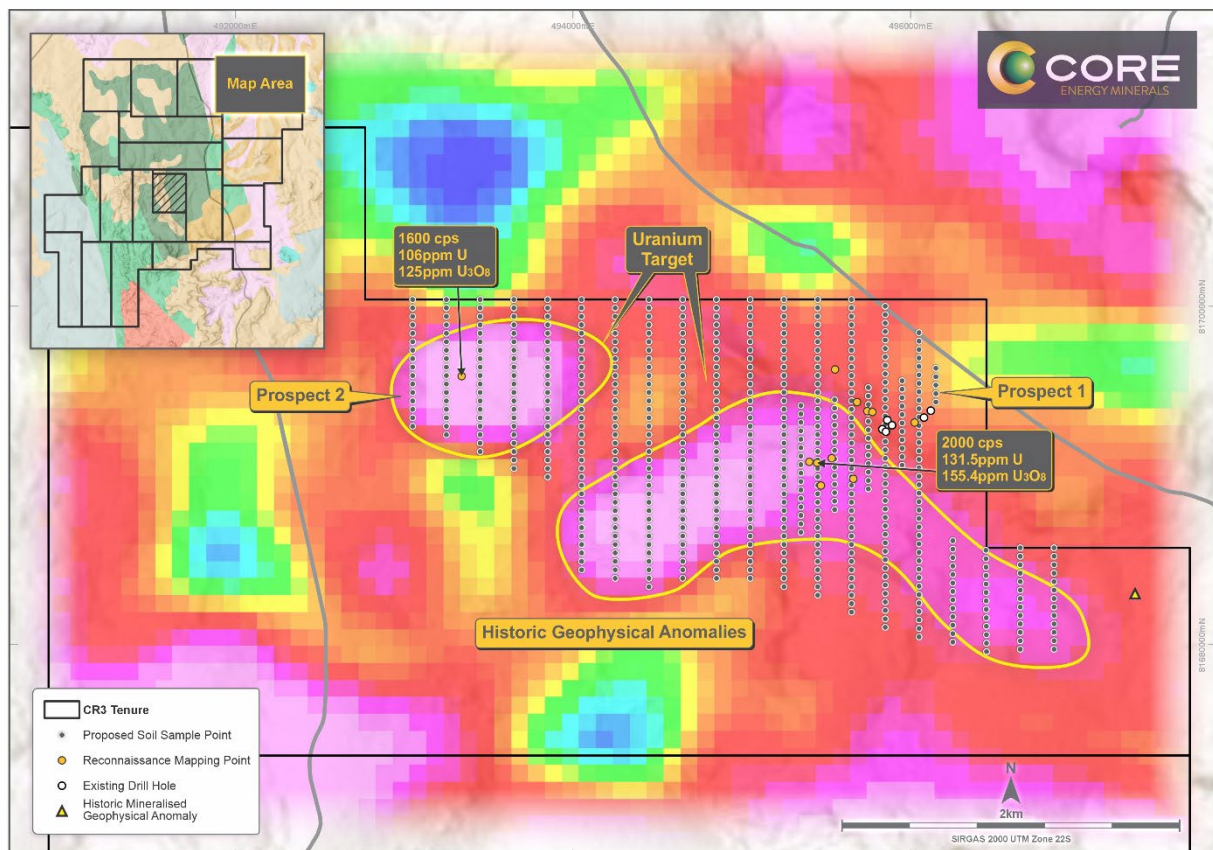 492000mE
494000mE
496000mE
Map Area
CORE
ENERGY MINERALS
1600 cps
106ppm U
125ppm U₃O₈
Uranium
Target
8170000mN
Prospect 2
Prospect 1
2000 cps
131.5ppm U
155.4ppm U₃O₈
Historic Geophysical Anomalies
8168000mN
CR3 Tenure
Proposed Soil Sample Point
Reconnaissance Mapping Point
Existing Drill Hole
Historic Mineralised
Geophysical Anomaly
N
2km
SIRGAS 2000 UTM Zone 22S